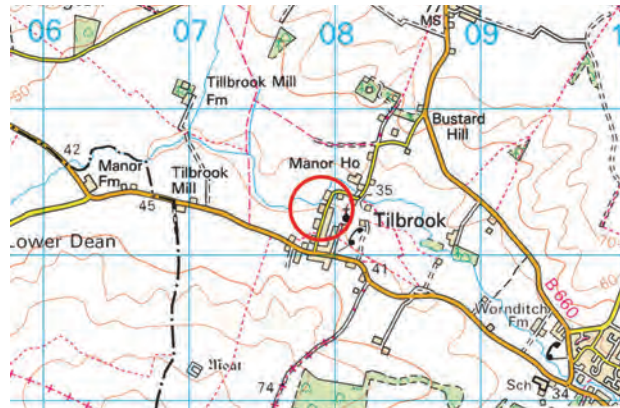 06
07
08
09
MS
50
Tillbrook Mill
Fm
Bustard
Hill
42
Manor
Fm
Tilbrook
Mill
Manor Ho
35
45
Tilbrook
Lower Dean
41
70
60
B 660
Wornditch
Fm
Moat
74
Sch
34